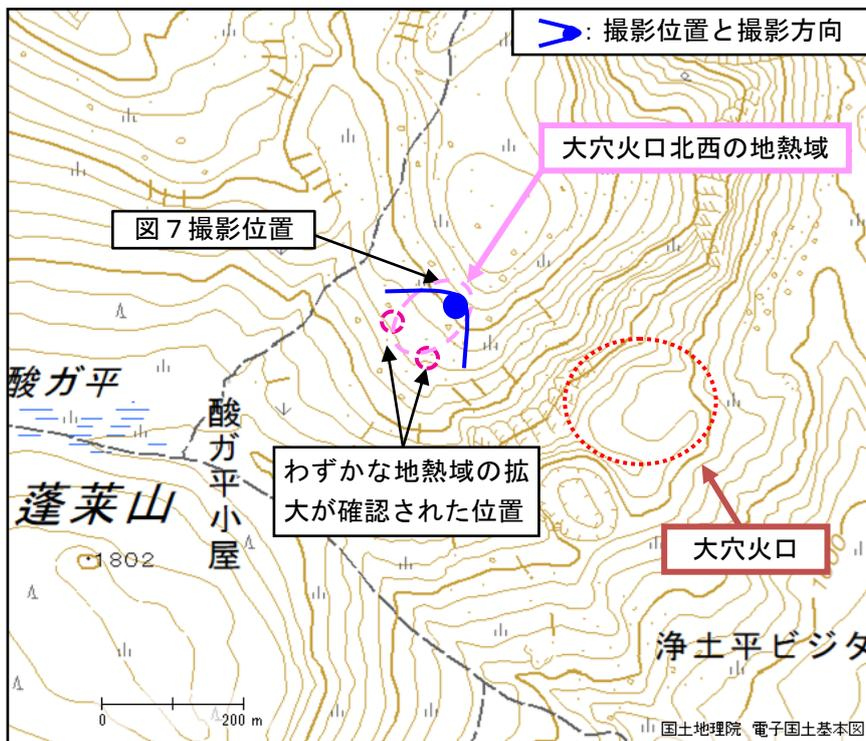 ：撮影位置と撮影方向
大穴火口北西の地熱域
図７撮影位置
酸ガ平
酸ガ平小屋
わずかな地熱域の拡
大が確認された位置
蓬莱山
大穴火口
1802
浄土平ビジタ
0
200 m
国土地理院 電子国土基本図